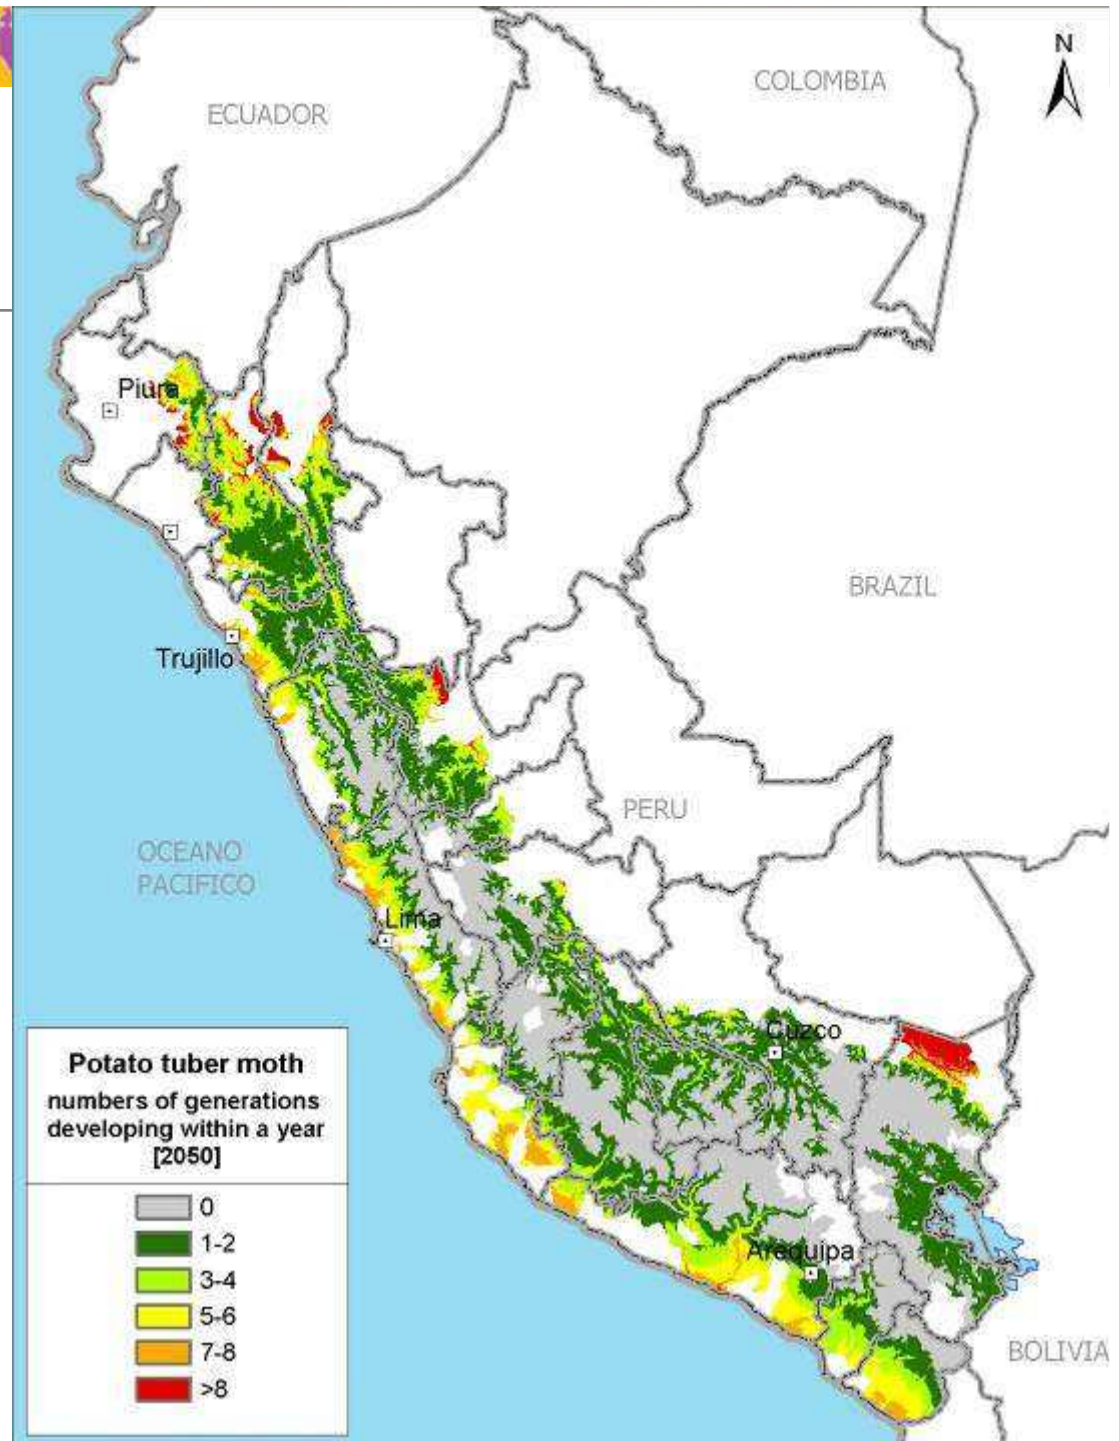 N
COLOMBIA
ECUADOR
Piura
BRAZIL
Trujillo
PERU
OCEANO
PACIFICO
Lima
Cuzco
Arequipa
BOLIVIA
Potato tuber moth
numbers of generations
developing within a year
[2050]
0
1-2
3-4
5-6
7-8
>8